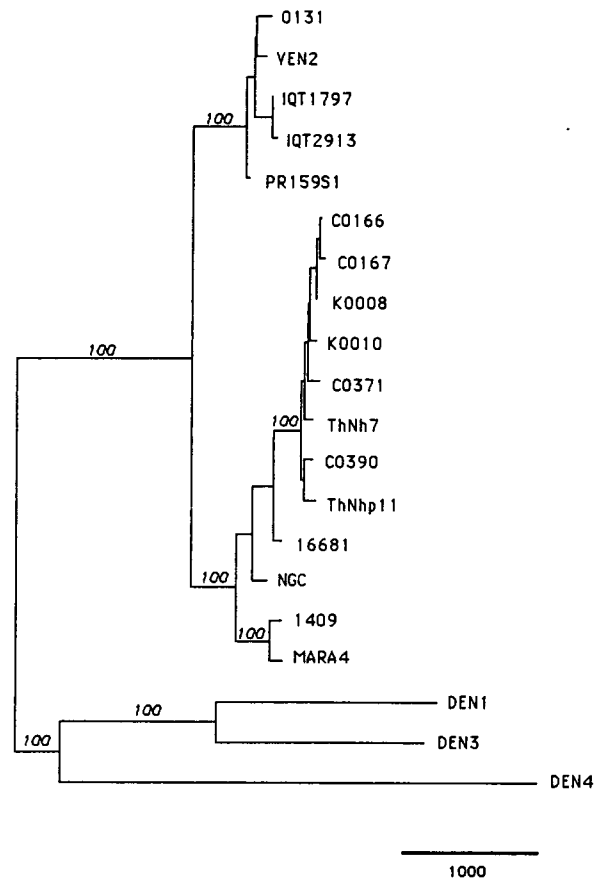 0131
VEN2
IQT1797
100
IQT2913
PR159S1
C0166
C0167
K0008
K0010
100
C0371
100
ThNh7
C0390
ThNhp11
16681
100
NGC
1409
100
MARA4
DEN1
100
DEN3
100
DEN4
1000